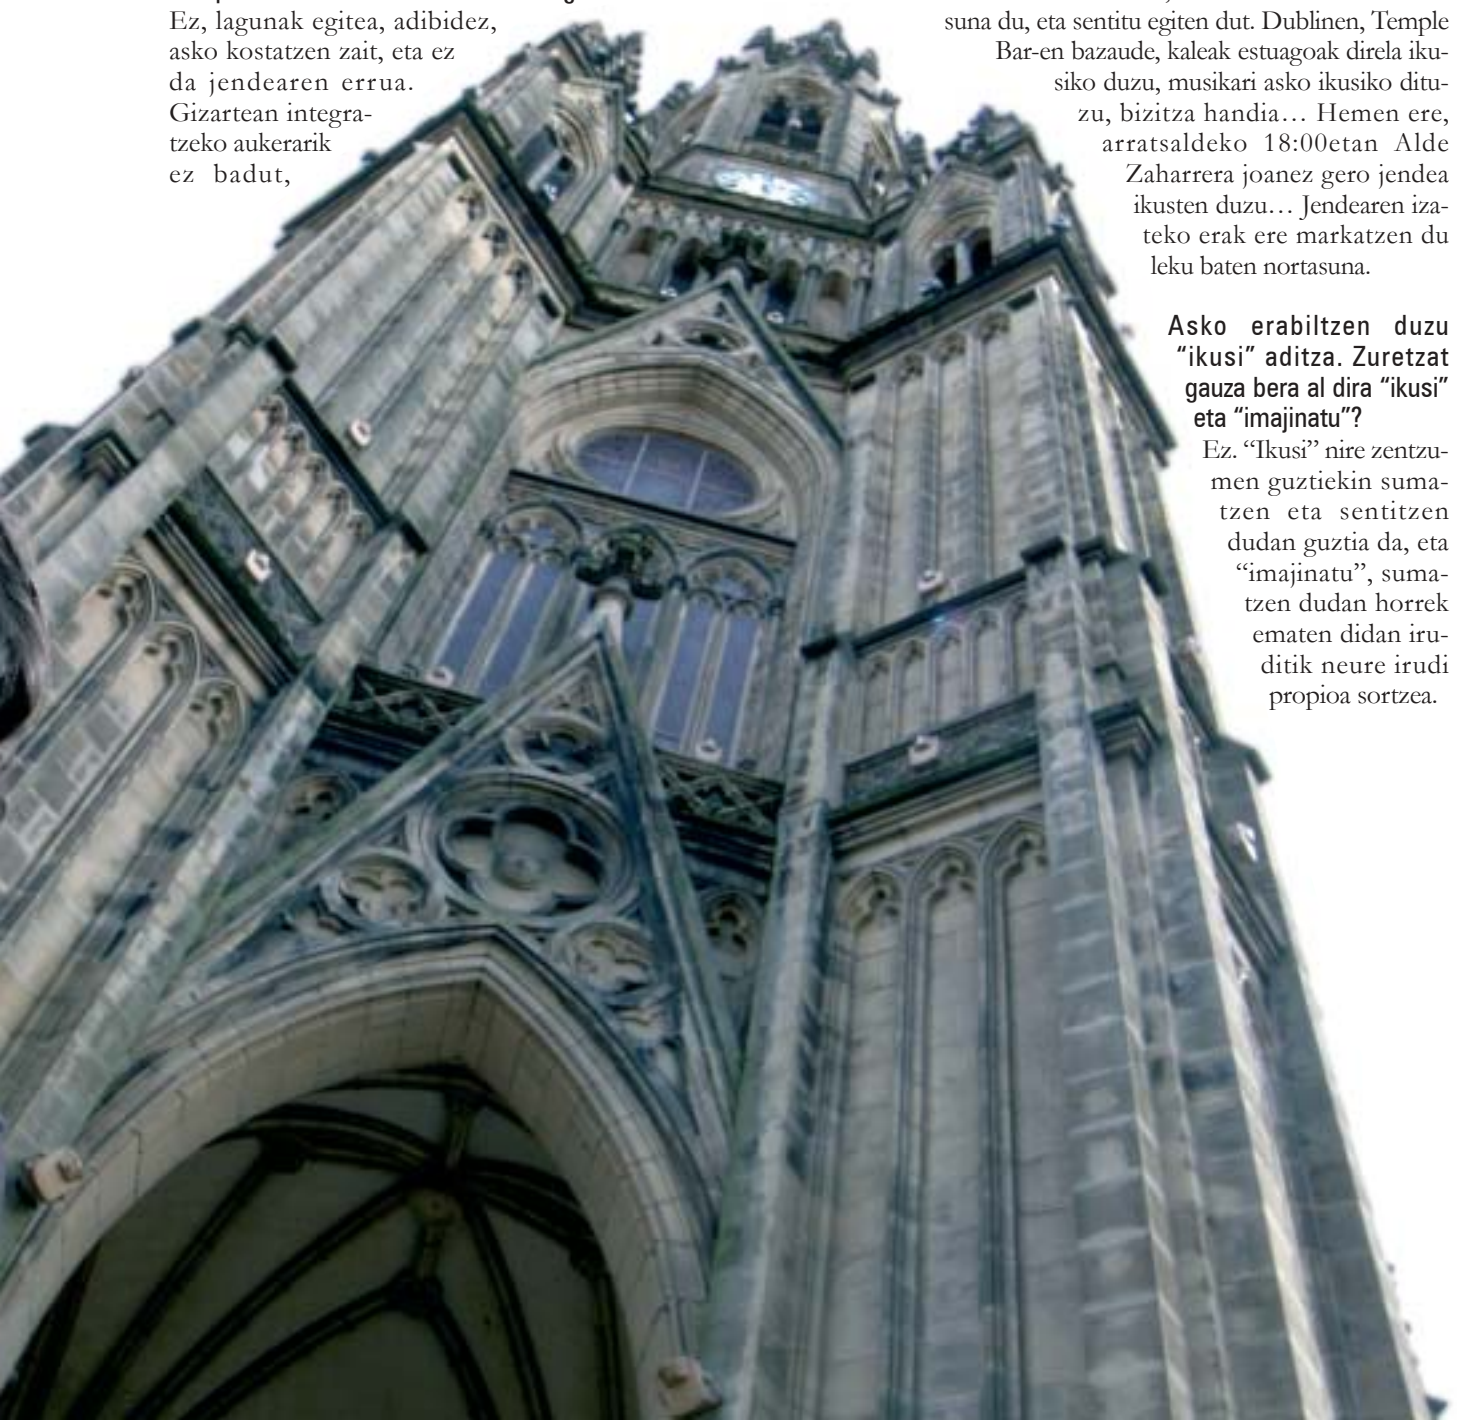 Ez, lagunak egitea, adibidez,
asko kostatzen zait, eta ez
da jendearen errua.
Gizartean integra-
tzeko aukerarik
ez badut,
suna du, eta sentitu egiten dut. Dublinen, Temple
Bar-en bazaude, kaleak estuagoak direla iku-
siko duzu, musikari asko ikusiko ditu-
zu, bizitza handia… Hemen ere,
arratsaldeko 18:00etan Alde
Zaharrera joanez gero jendea
ikusten duzu… Jendearen iza-
teko erak ere markatzen du
leku baten nortasuna.
Asko erabiltzen duzu
“ikusi” aditza. Zuretzat
gauza bera al dira “ikusi”
eta “imajinatu”?
Ez. “Ikusi” nire zentzu-
men guztiekin suma-
tzen eta sentitzen
dudan guztia da, eta
“imajinatu”, suma-
tzen dudan horrek
ematen didan iru-
ditik neure irudi
propioa sortzea.